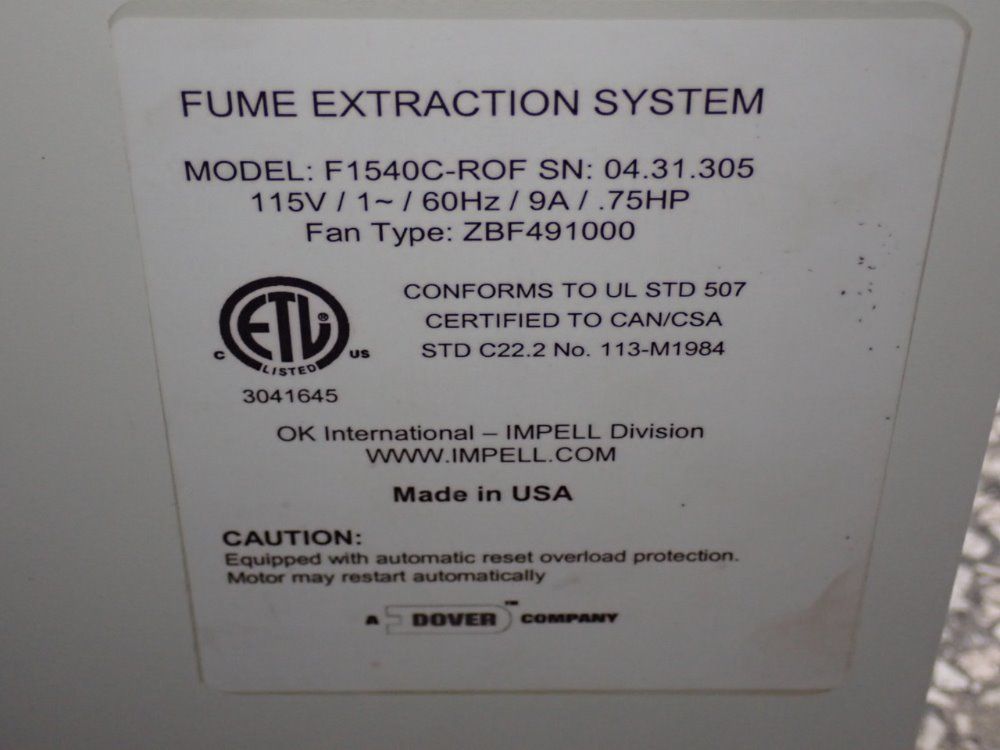 FUME EXTRACTION SYSTEM
MODEL: F1540C-ROF SN: 04.31.305
115V / 1~ / 60Hz / 9A / .75HP
Fan Type: ZBF491000
ETL®
C US
LISTED
3041645
CONFORMS TO UL STD 507
CERTIFIED TO CAN/CSA
STD C22.2 No. 113-M1984
OK International – IMPELL Division
WWW.IMPELL.COM
Made in USA
CAUTION:
Equipped with automatic reset overload protection.
Motor may restart automatically
A DOVER™ COMPANY